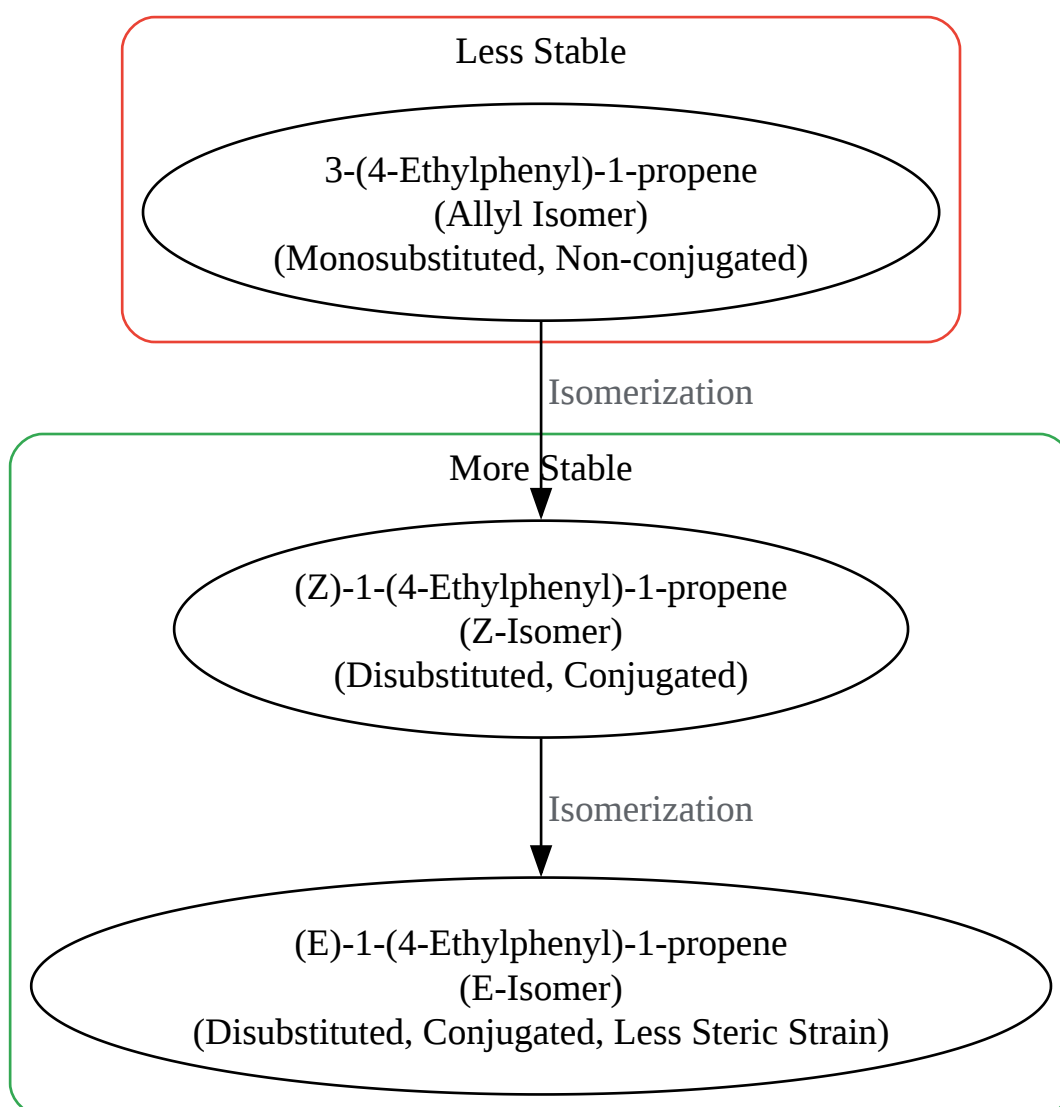 Less Stable
3-(4-Ethylphenyl)-1-propene
(Allyl Isomer)
(Monosubstituted, Non-conjugated)
Isomerization
More Stable
(Z)-1-(4-Ethylphenyl)-1-propene
(Z-Isomer)
(Disubstituted, Conjugated)
Isomerization
(E)-1-(4-Ethylphenyl)-1-propene
(E-Isomer)
(Disubstituted, Conjugated, Less Steric Strain)